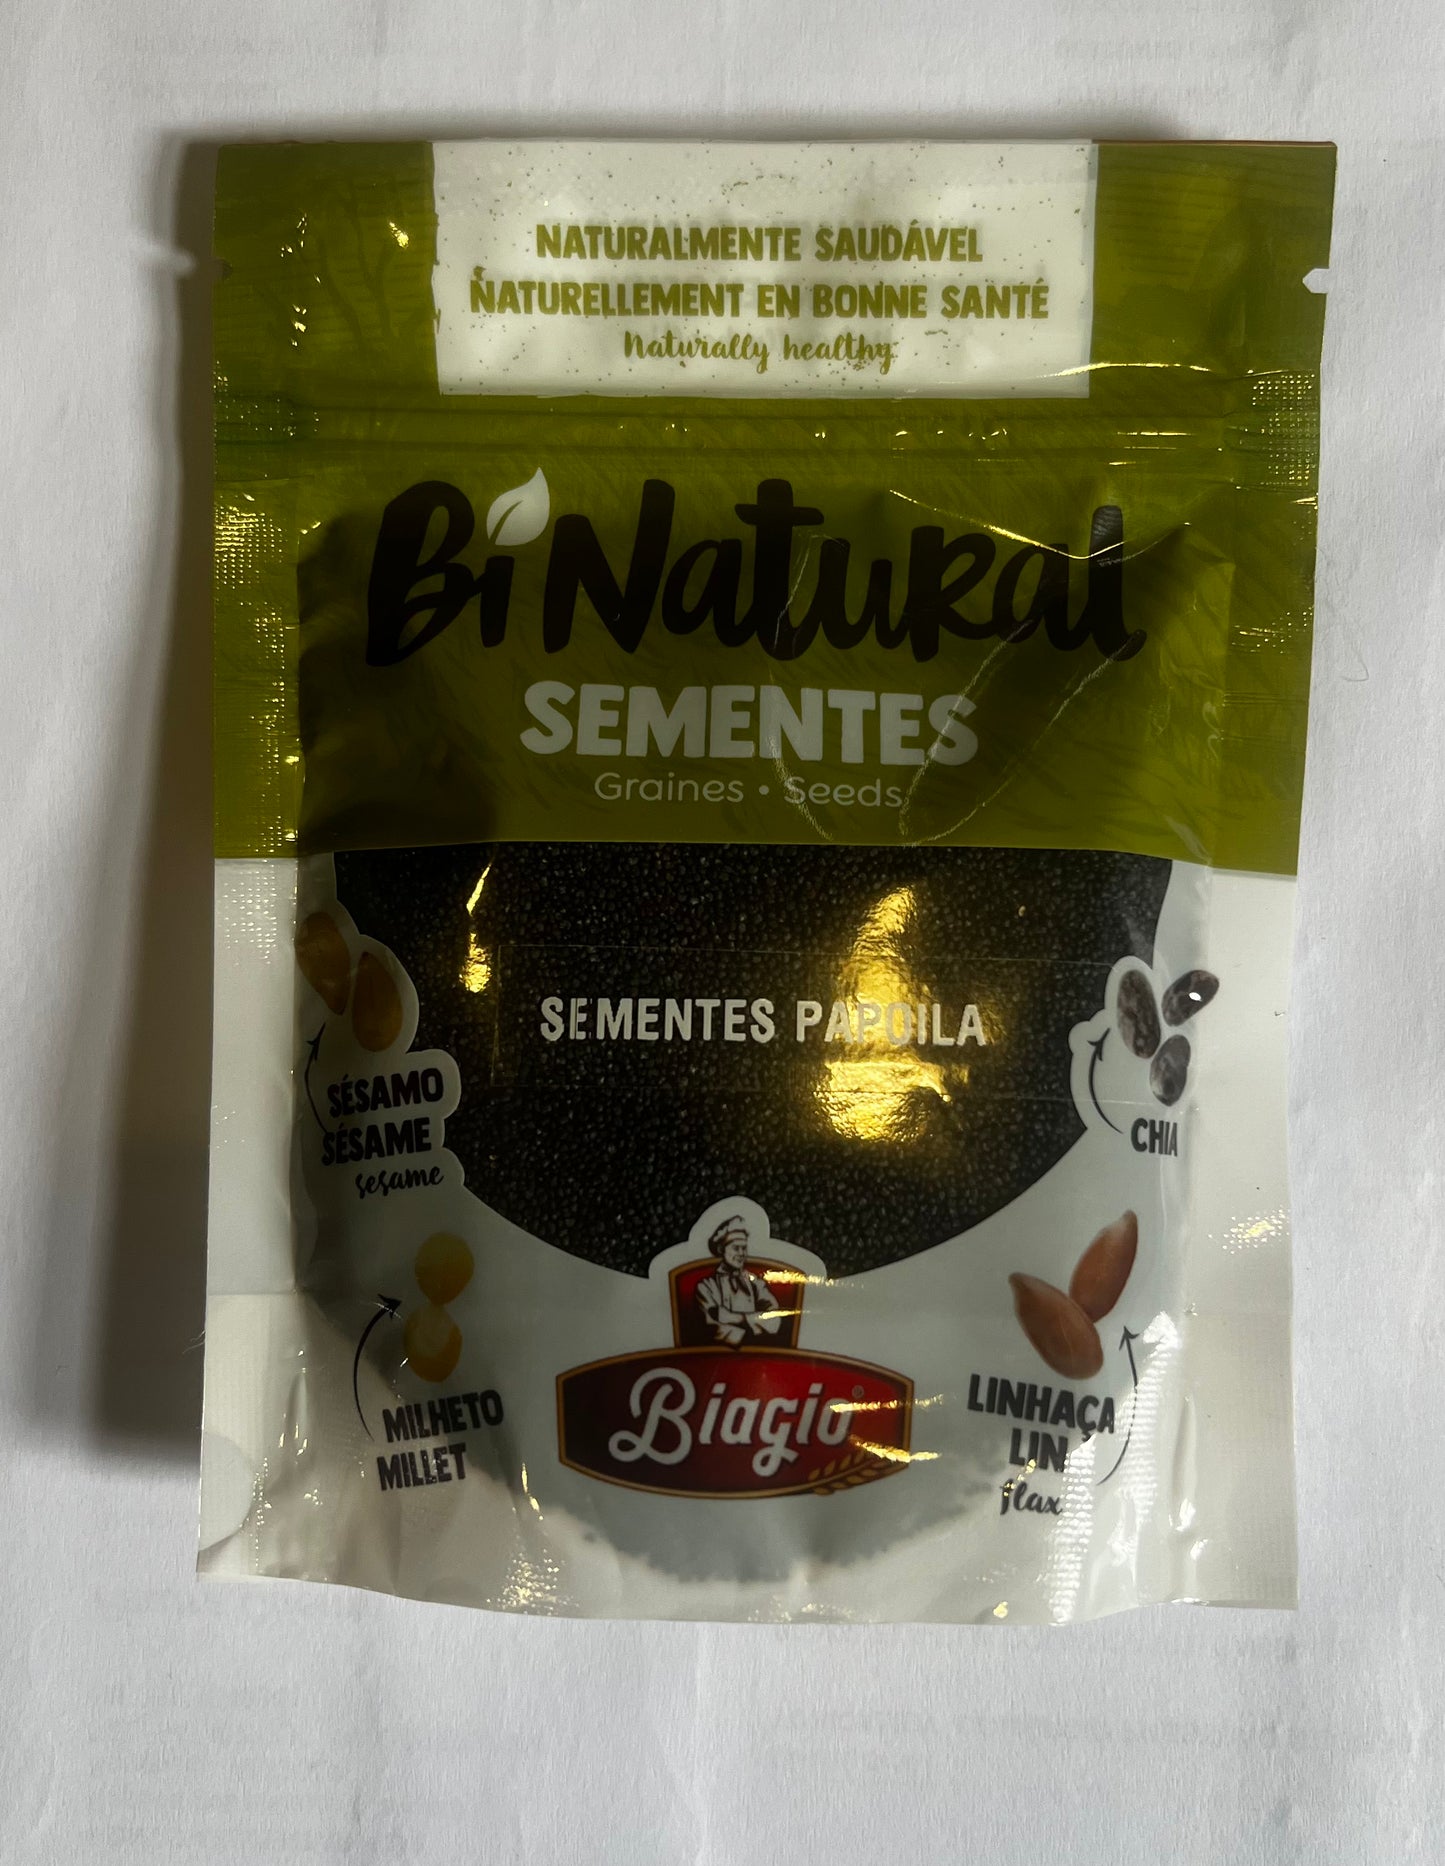 NATURALMENTE SAUDÁVEL
NATURELLEMENT EN BONNE SANTÉ
Naturally healthy
BiNatural
SEMENTES
Graines • Seeds
SEMENTES PAPOILA
SÉSAMO
SÉSAME
sesame
CHIA
MILHETO
MILLET
Biagio®
LINHAÇA
LIN
flax